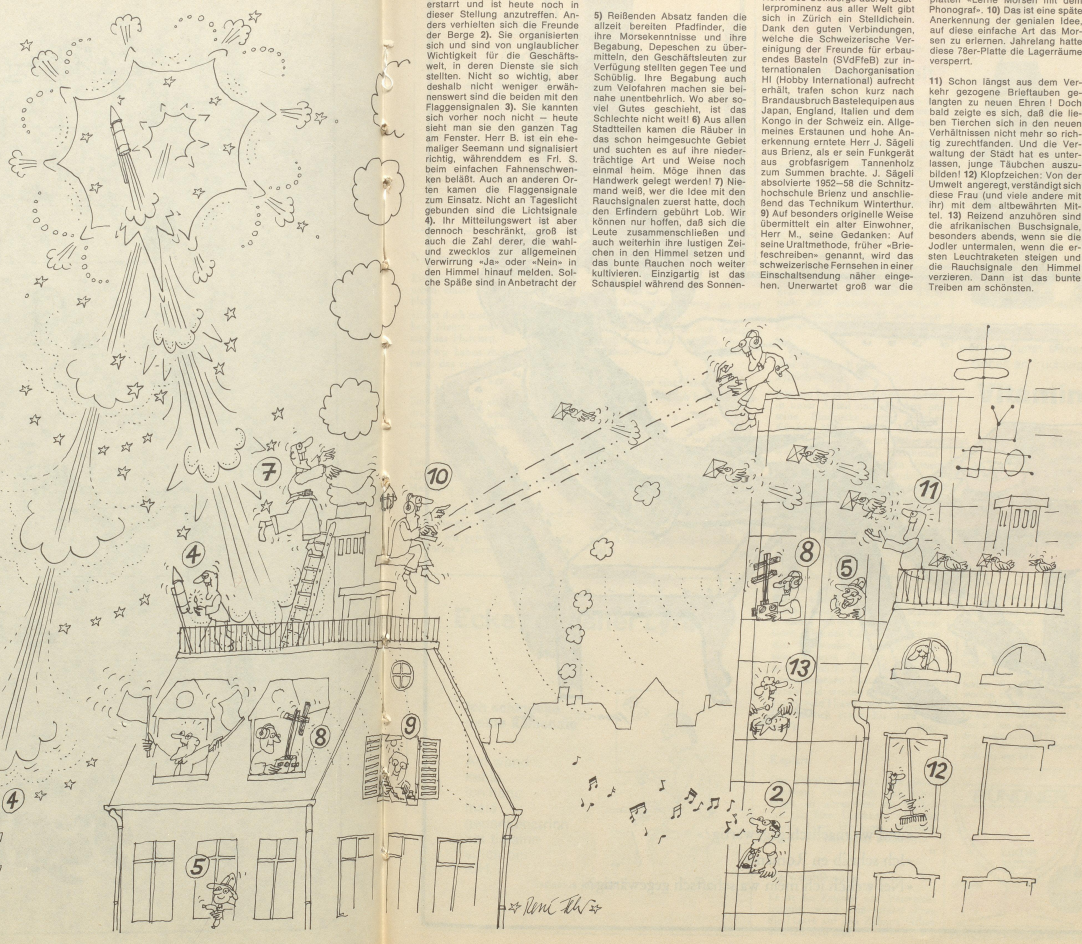 erstarrt und ist heute noch in
dieser Stellung anzutreffen. An-
ders verhielten sich die Freunde
der Berge 2). Sie organisierten
sich und sind von unglaublicher
Wichtigkeit für die Geschäfts-
welt, in deren Dienste sie sich
stellten. Nicht so wichtig, aber
deshalb nicht weniger erwäh-
nenswert sind die beiden mit den
Flaggensignalen 3). Sie kannten
sich vorher noch nicht – heute
sieht man sie den ganzen Tag
am Fenster. Herr B. ist ein ehe-
maliger Seemann und signalisiert
richtig, währenddem es Frl. S.
beim einfachen Fahnenschwen-
ken beläßt. Auch an anderen Or-
ten kamen die Flaggensignale
zum Einsatz. Nicht an Tageslicht
gebunden sind die Lichtsignale
4). Ihr Mitteilungswert ist aber
dennoch beschränkt, groß ist
auch die Zahl derer, die wahl-
und zwecklos zur allgemeinen
Verwirrung «Ja» oder «Nein» in
den Himmel hinauf melden. Sol-
che Späße sind in Anbetracht der
5) Reißenden Absatz fanden die
allzeit bereiten Pfadfinder, die
ihre Morsekenntnisse und ihre
Begabung, Depeschen zu über-
mitteln, den Geschäftsleuten zur
Verfügung stellten gegen Tee und
Schüblig. Ihre Begabung auch
zum Velofahren machen sie bei-
nahe unentbehrlich. Wo aber so-
viel Gutes geschieht, ist das
Schlechte nicht weit! 6) Aus allen
Stadtteilen kamen die Räuber in
das schon heimgesuchte Gebiet
und suchten es auf ihre nieder-
trächtige Art und Weise noch
einmal heim. Möge ihnen das
Handwerk gelegt werden! 7) Nie-
mand weiß, wer die Idee mit den
Rauchsignalen zuerst hatte, doch
den Erfindern gebührt Lob. Wir
können nur hoffen, daß sich die
Leute zusammenschließen und
auch weiterhin ihre lustigen Zei-
chen in den Himmel setzen und
das bunte Rauchen noch weiter
kultivieren. Einzigartig ist das
Schauspiel während des Sonnen-
lerprominenz aus aller Welt gibt
sich in Zürich ein Stelldichein.
Dank den guten Verbindungen,
welche die Schweizerische Ver-
einigung der Freunde für erbau-
endes Basteln (SVdFfeB) zur in-
ternationalen Dachorganisation
HI (Hobby International) aufrecht
erhält, trafen schon kurz nach
Brandausbruch Bastelequipen aus
Japan, England, Italien und dem
Kongo in der Schweiz ein. Allge-
meines Erstaunen und hohe An-
erkennung erntete Herr J. Sägeli
aus Brienz, als er sein Funkgerät
aus grobfasrigem Tannenholz
zum Summen brachte. J. Sägeli
absolvierte 1952–58 die Schnitz-
hochschule Brienz und anschlie-
ßend das Technikum Winterthur.
9) Auf besonders originelle Weise
übermittelt ein alter Einwohner,
Herr M., seine Gedanken: Auf
seine Uraltmethode, früher «Brie-
feschreiben» genannt, wird das
schweizerische Fernsehen in einer
Einschaltsendung näher einge-
hen. Unerwartet groß war die
platten «Lerne Morsen mit dem
Phonograf». 10) Das ist eine späte
Anerkennung der genialen Idee,
auf diese einfache Art das Mor-
sen zu erlernen. Jahrelang hatte
diese 78er-Platte die Lagerräume
versperrt.
11) Schon längst aus dem Ver-
kehr gezogene Brieftauben ge-
langten zu neuen Ehren! Doch
bald zeigte es sich, daß die lie-
ben Tierchen sich in den neuen
Verhältnissen nicht mehr so rich-
tig zurechtfanden. Und die Ver-
waltung der Stadt hat es unter-
lassen, junge Täubchen auszu-
bilden! 12) Klopfzeichen: Von der
Umwelt angeregt, verständigt sich
diese Frau (und viele andere mit
ihr) mit dem altbewährten Mit-
tel. 13) Reizend anzuhören sind
die afrikanischen Buschsignale,
besonders abends, wenn sie die
Jodler untermalen, wenn die er-
sten Leuchtraketen steigen und
die Rauchsignale den Himmel
verzieren. Dann ist das bunte
Treiben am schönsten.
7
10
11
4
8
5
13
8
9
12
2
4
5
René Fehr